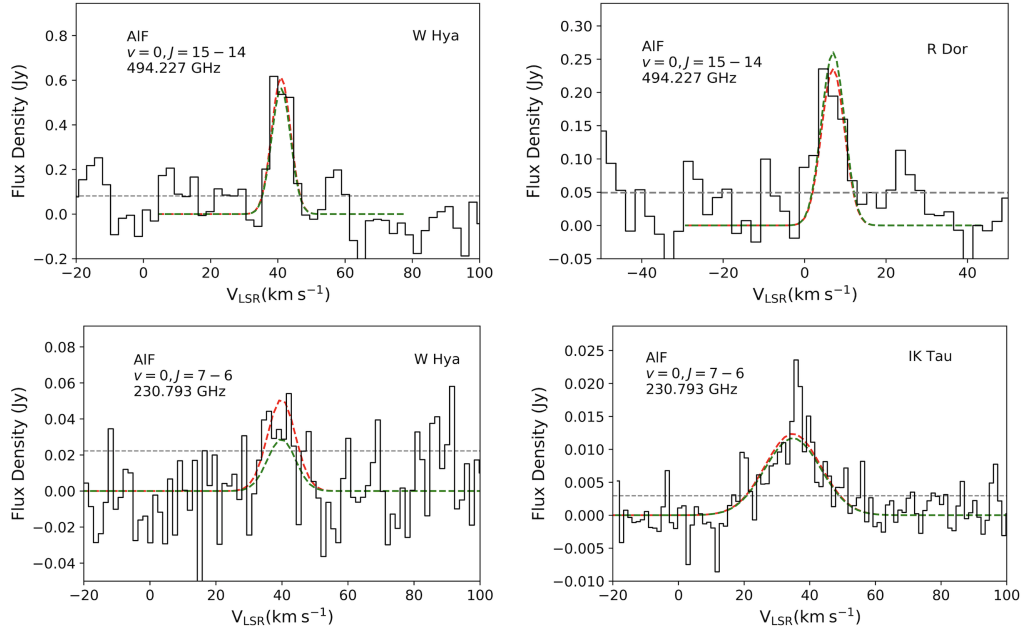 AlF
W Hya
v = 0, J = 15 − 14
494.227 GHz
0.8
0.6
0.4
0.2
0.0
−0.2
Flux Density (Jy)
−20 0 20 40 60 80 100
V_LSR(km s⁻¹)
AlF
R Dor
v = 0, J = 15 − 14
494.227 GHz
0.30
0.25
0.20
0.15
0.10
0.05
0.00
−0.05
Flux Density (Jy)
−40 −20 0 20 40
V_LSR(km s⁻¹)
AlF
W Hya
v = 0, J = 7 − 6
230.793 GHz
0.08
0.06
0.04
0.02
0.00
−0.02
−0.04
Flux Density (Jy)
−20 0 20 40 60 80 100
V_LSR(km s⁻¹)
AlF
IK Tau
v = 0, J = 7 − 6
230.793 GHz
0.025
0.020
0.015
0.010
0.005
0.000
−0.005
−0.010
Flux Density (Jy)
−20 0 20 40 60 80 100
V_LSR(km s⁻¹)